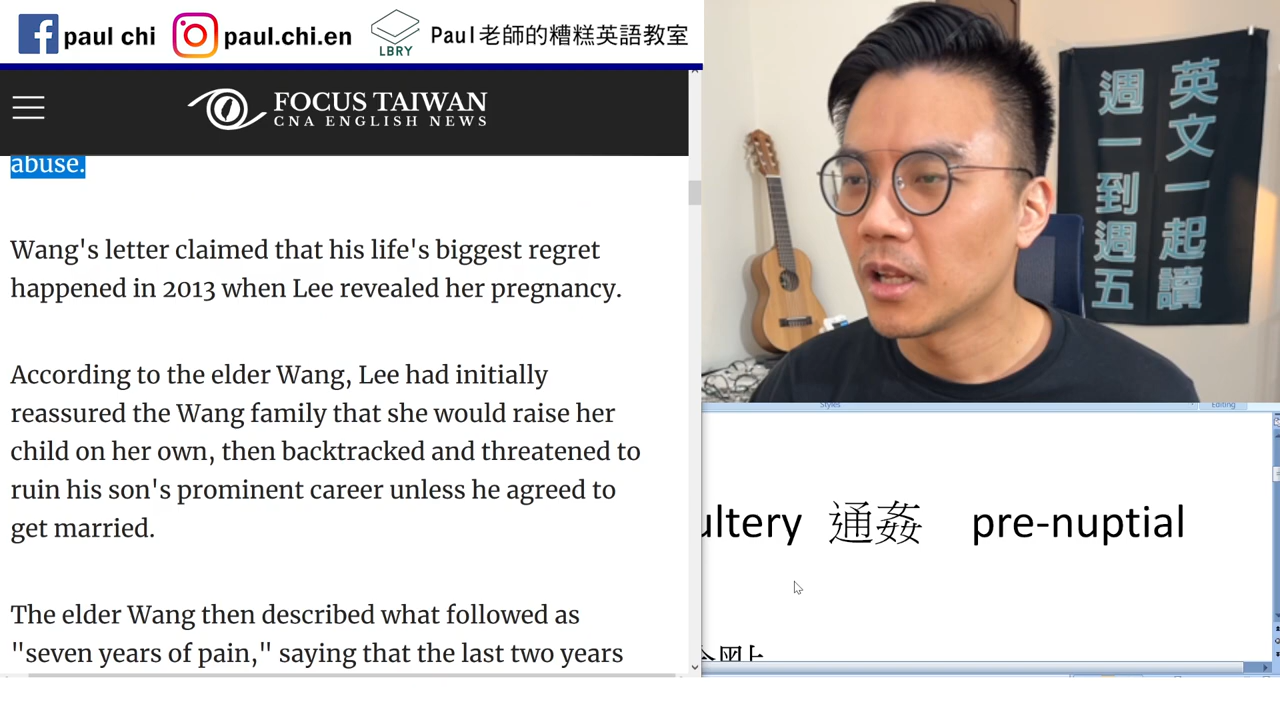 paul chi
paul.chi.en
LBRY
Paul老師的糟糕英語教室
FOCUS TAIWAN
CNA ENGLISH NEWS
abuse.
Wang's letter claimed that his life's biggest regret
happened in 2013 when Lee revealed her pregnancy.
According to the elder Wang, Lee had initially
reassured the Wang family that she would raise her
child on her own, then backtracked and threatened to
ruin his son's prominent career unless he agreed to
get married.
The elder Wang then described what followed as
"seven years of pain," saying that the last two years
英文一起讀
週一到週五
Styles
Editing
ultery 通姦 pre-nuptial